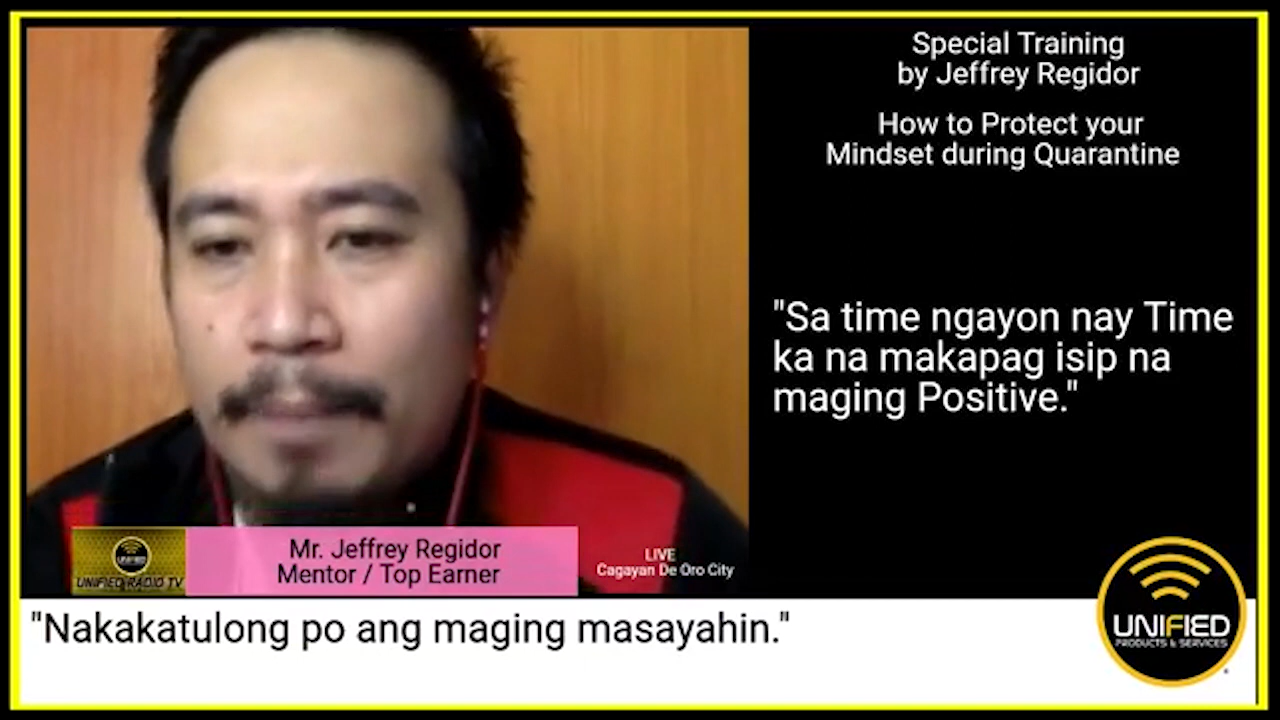 Special Training
by Jeffrey Regidor
How to Protect your
Mindset during Quarantine
"Sa time ngayon nay Time
ka na makapag isip na
maging Positive."
UNIFIED
UNIFIED RADIO TV
Mr. Jeffrey Regidor
Mentor / Top Earner
LIVE
Cagayan De Oro City
"Nakakatulong po ang maging masayahin."
UNIFIED
PRODUCTS & SERVICES